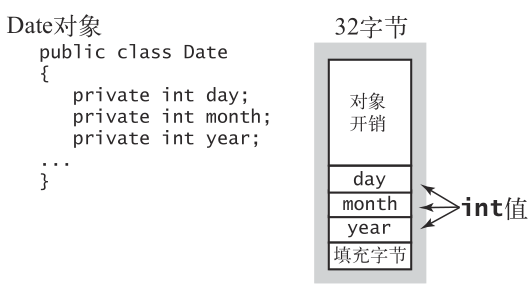 Date对象
public class Date
{
private int day;
private int month;
private int year;
...
}
32字节
对象
开销
day
month
year
填充字节
int值